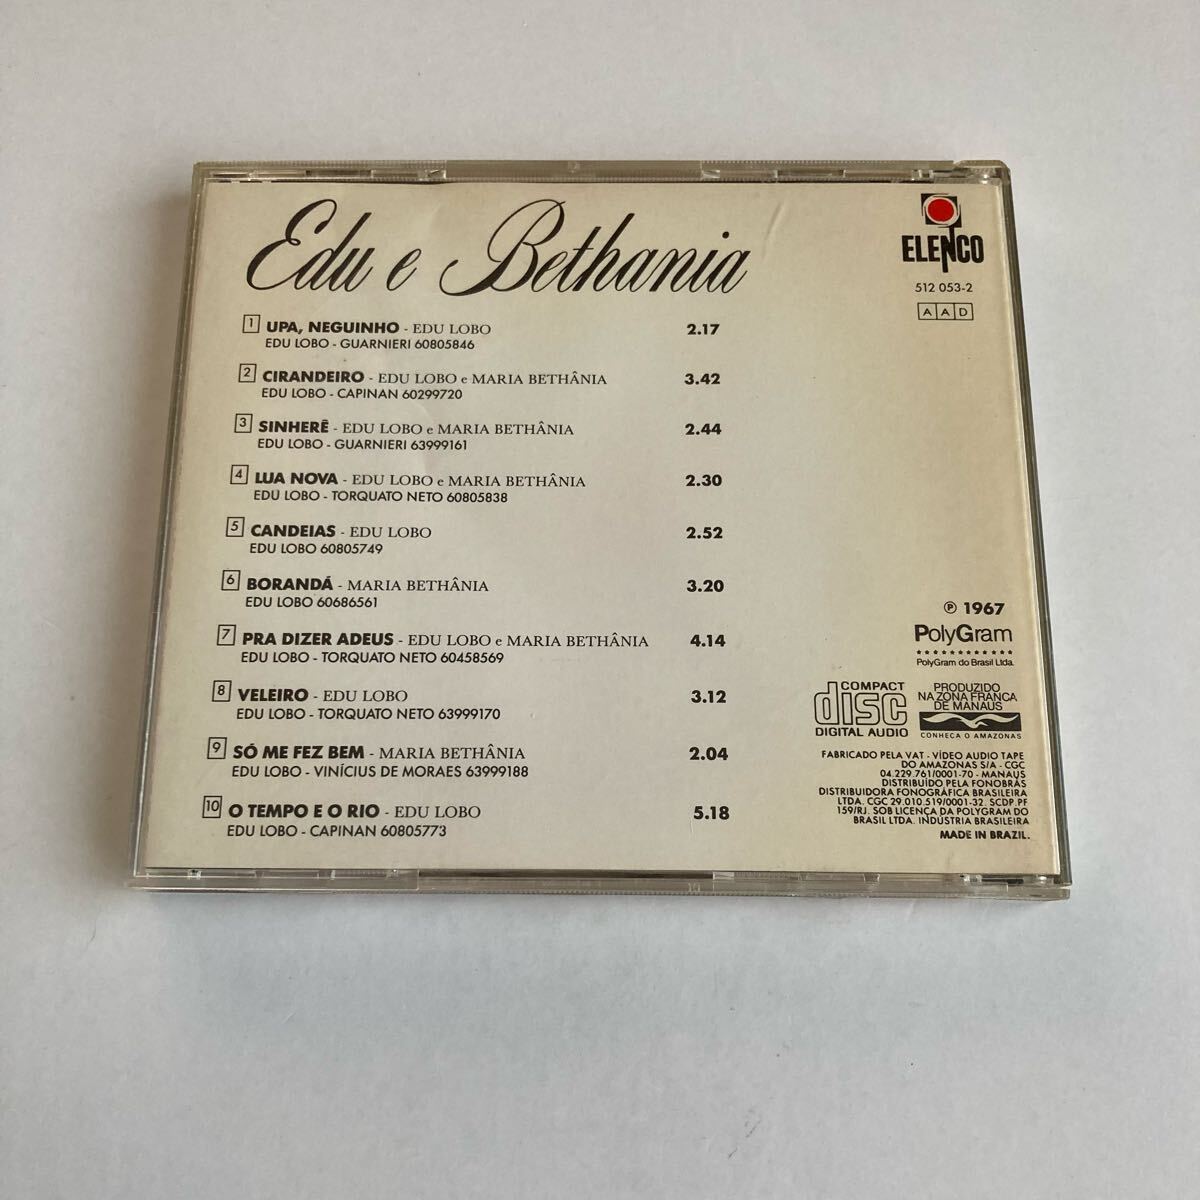 Edu e Bethania
ELENCO
512 053-2
A A D
1 UPA, NEGUINHO - EDU LOBO 2.17
EDU LOBO - GUARNIERI 60805846
2 CIRANDEIRO - EDU LOBO e MARIA BETHÂNIA 3.42
EDU LOBO - CAPINAN 60299720
3 SINHERÊ - EDU LOBO e MARIA BETHÂNIA 2.44
EDU LOBO - GUARNIERI 63999161
4 LUA NOVA - EDU LOBO e MARIA BETHÂNIA 2.30
EDU LOBO - TORQUATO NETO 60805838
5 CANDEIAS - EDU LOBO 2.52
EDU LOBO 60805749
6 BORANDÁ - MARIA BETHÂNIA 3.20
EDU LOBO 60686561
7 PRA DIZER ADEUS - EDU LOBO e MARIA BETHÂNIA 4.14
EDU LOBO - TORQUATO NETO 60458569
8 VELEIRO - EDU LOBO 3.12
EDU LOBO - TORQUATO NETO 63999170
9 SÓ ME FEZ BEM - MARIA BETHÂNIA 2.04
EDU LOBO - VINÍCIUS DE MORAES 63999188
10 O TEMPO E O RIO - EDU LOBO 5.18
EDU LOBO - CAPINAN 60805773
℗ 1967
PolyGram
PolyGram do Brasil Ltda.
COMPACT
disc
DIGITAL AUDIO
PRODUZIDO
NA ZONA FRANCA
DE MANAUS
CONHEÇA O AMAZONAS
FABRICADO PELA VAT - VÍDEO AUDIO TAPE
DO AMAZONAS S/A - CGC
04.229.761/0001-70 - MANAUS
DISTRIBUÍDO PELA FONOBRÁS
DISTRIBUIDORA FONOGRÁFICA BRASILEIRA
LTDA. CGC 29.010.519/0001-32. SCDP.PF
159/RJ. SOB LICENÇA DA POLYGRAM DO
BRASIL LTDA. INDÚSTRIA BRASILEIRA
MADE IN BRAZIL.